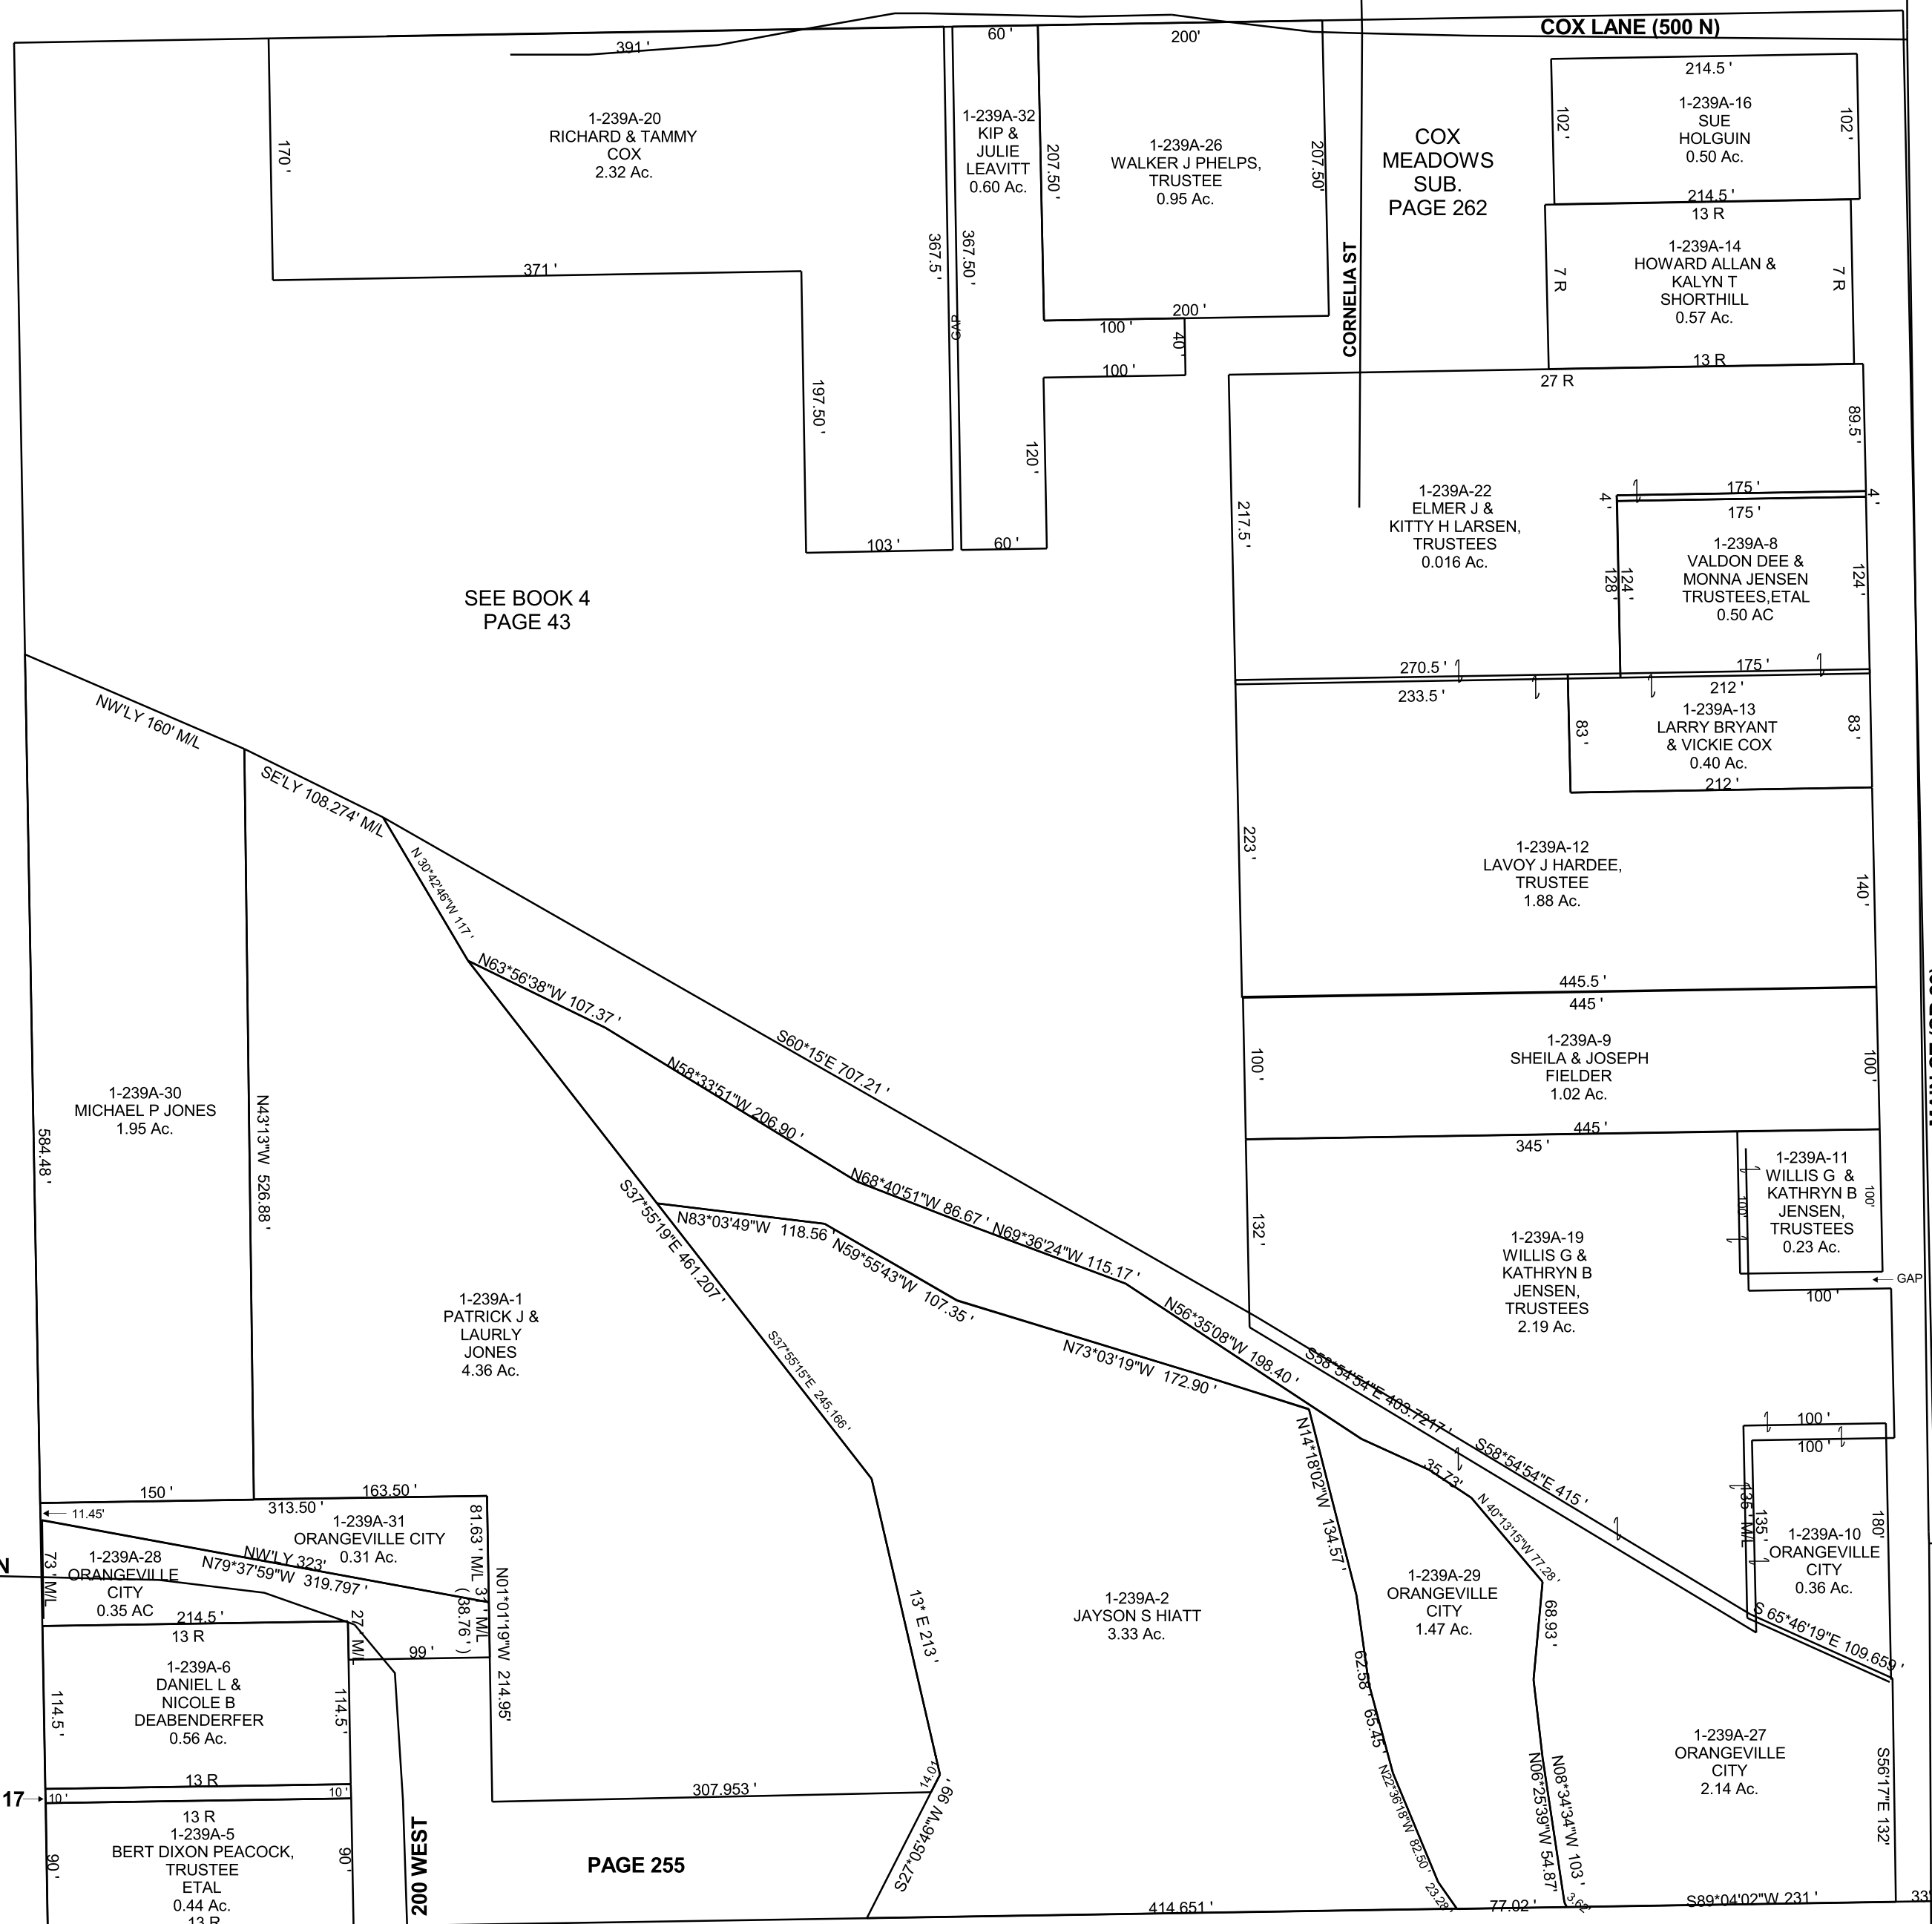 COX LANE (500 N)
391 '
60 '
200'
214.5 '
1-239A-20
RICHARD & TAMMY
COX
2.32 Ac.
170 '
371 '
197.50 '
103 '
367.5 '
GAP
367.50 '
1-239A-32
KIP &
JULIE
LEAVITT
0.60 Ac.
207.50 '
120 '
60 '
1-239A-26
WALKER J PHELPS,
TRUSTEE
0.95 Ac.
207.50'
200 '
100 '
40 '
100 '
CORNELIA ST
COX
MEADOWS
SUB.
PAGE 262
102 '
1-239A-16
SUE
HOLGUIN
0.50 Ac.
102 '
214.5 '
13 R
7 R
1-239A-14
HOWARD ALLAN &
KALYN T
SHORTHILL
0.57 Ac.
7 R
13 R
27 R
89.5 '
217.5 '
1-239A-22
ELMER J &
KITTY H LARSEN,
TRUSTEES
0.016 Ac.
4 '
175 '
4 '
175 '
128 '
124 '
1-239A-8
VALDON DEE &
MONNA JENSEN
TRUSTEES,ETAL
0.50 AC
124 '
270.5 '
175 '
233.5 '
212 '
83 '
1-239A-13
LARRY BRYANT
& VICKIE COX
0.40 Ac.
83 '
212 '
SEE BOOK 4
PAGE 43
NW'LY 160' M/L
SE'LY 108.274' M/L
N 30*42'46"W 117 '
N63*56'38"W 107.37 '
S60*15'E 707.21 '
N58*33'51"W 206.90 '
N68*40'51"W 86.67 '
N69*36'24"W 115.17 '
N56*35'08"W 198.40 '
223 '
1-239A-12
LAVOY J HARDEE,
TRUSTEE
1.88 Ac.
140 '
445.5 '
445 '
100 '
1-239A-9
SHEILA & JOSEPH
FIELDER
1.02 Ac.
100 '
445 '
345 '
132 '
1-239A-19
WILLIS G &
KATHRYN B
JENSEN,
TRUSTEES
2.19 Ac.
1-239A-11
WILLIS G &
KATHRYN B
JENSEN,
TRUSTEES
0.23 Ac.
100'
100'
GAP
100 '
584.48 '
1-239A-30
MICHAEL P JONES
1.95 Ac.
N43'13"W 526.88 '
S37*55'19"E 461.207 '
N83*03'49"W 118.56 '
N59*55'43"W 107.35 '
N73*03'19"W 172.90 '
S37*55'15"E 245.166 '
1-239A-1
PATRICK J &
LAURLY
JONES
4.36 Ac.
S58*54'54"E 403.7217 '
S58*54'54"E 415 '
100 '
100 '
135 ' M/L
135 '
1-239A-10
ORANGEVILLE
CITY
0.36 Ac.
180'
S 65*46'19"E 109.659 '
150 '
163.50 '
313.50 '
11.45'
1-239A-31
ORANGEVILLE CITY
0.31 Ac.
81.63 ' M/L
NW'LY 323'
N79*37'59"W 319.797 '
N
73 ' M/L
1-239A-28
ORANGEVILLE
CITY
0.35 AC
214.5 '
13 R
27 ' M/L
( 38.76 ' )
99 '
N01*01'19"W 214.95'
114.5 '
1-239A-6
DANIEL L &
NICOLE B
DEABENDERFER
0.56 Ac.
114.5 '
13 R
17
10 '
10 '
13 R
90 '
1-239A-5
BERT DIXON PEACOCK,
TRUSTEE
ETAL
0.44 Ac.
13 R
90 '
200 WEST
PAGE 255
307.953 '
14.01'
S27*05'46"W 99 '
13* E 213 '
1-239A-2
JAYSON S HIATT
3.33 Ac.
414.651 '
N14*18'02"W 134.57 '
62.58 '
65.45 '
N22*36'18"W 82.50 '
23.28 '
1-239A-29
ORANGEVILLE
CITY
1.47 Ac.
35.73'
N 40*13'15"W 77.28 '
68.93 '
N06*25'39"W 54.87'
N08*34'34"W 103 '
3.62'
77.02 '
1-239A-27
ORANGEVILLE
CITY
2.14 Ac.
S56'17"E 132'
S89*04'02"W 231 '
33'